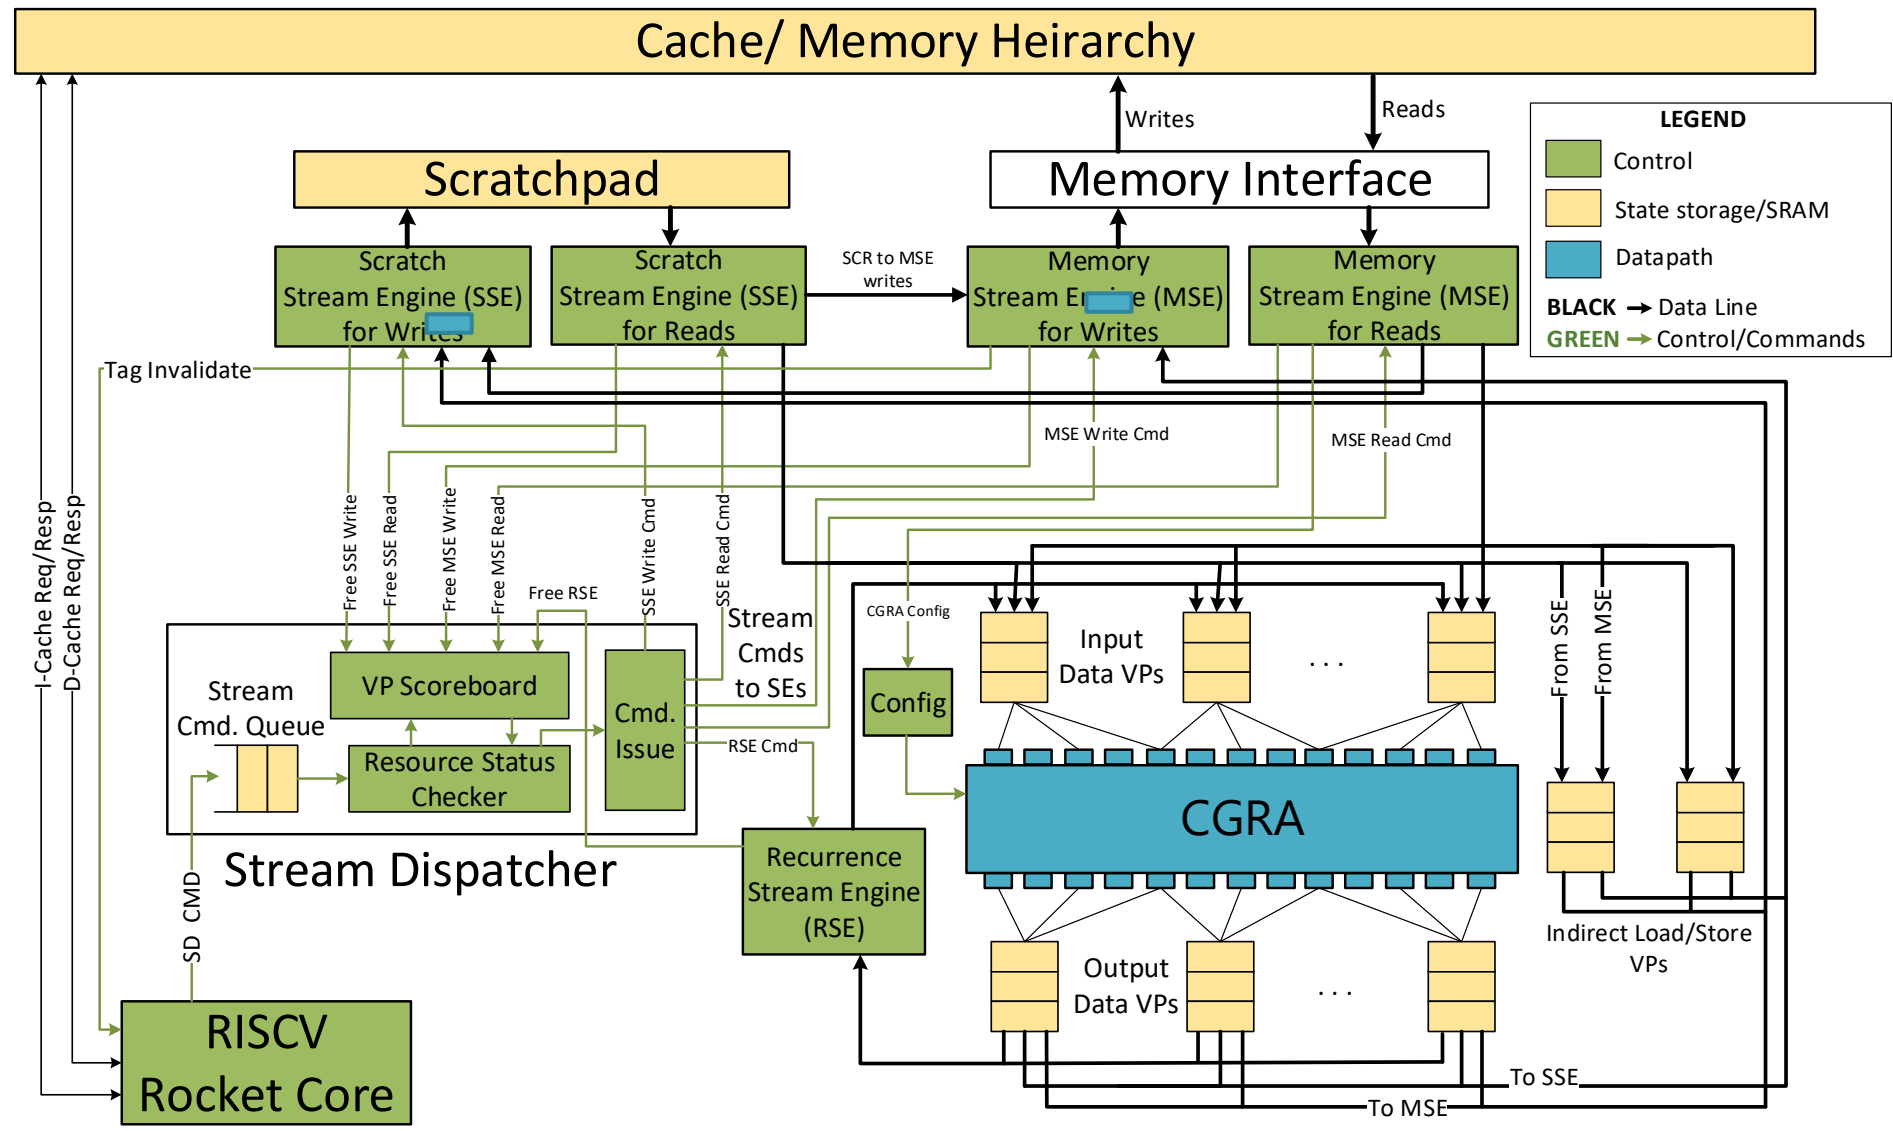 Cache/ Memory Heirarchy
Writes
Reads
LEGEND
Control
State storage/SRAM
Datapath
BLACK Data Line
GREEN Control/Commands
Scratchpad
Memory Interface
Scratch
Stream Engine (SSE)
for Writes
Scratch
Stream Engine (SSE)
for Reads
SCR to MSE
writes
Memory
Stream Engine (MSE)
for Writes
Memory
Stream Engine (MSE)
for Reads
Tag Invalidate
MSE Write Cmd
MSE Read Cmd
I-Cache Req/Resp
D-Cache Req/Resp
Free SSE Write
Free SSE Read
Free MSE Write
Free MSE Read
Free RSE
SSE Write Cmd
SSE Read Cmd
Stream
Cmds
to SEs
CGRA Config
Input
Data VPs
. . .
From SSE
From MSE
VP Scoreboard
Stream
Cmd. Queue
Resource Status
Checker
Cmd.
Issue
RSE Cmd
Config
CGRA
Stream Dispatcher
SD CMD
Recurrence
Stream Engine
(RSE)
Indirect Load/Store
VPs
Output
Data VPs
. . .
RISCV
Rocket Core
To SSE
To MSE